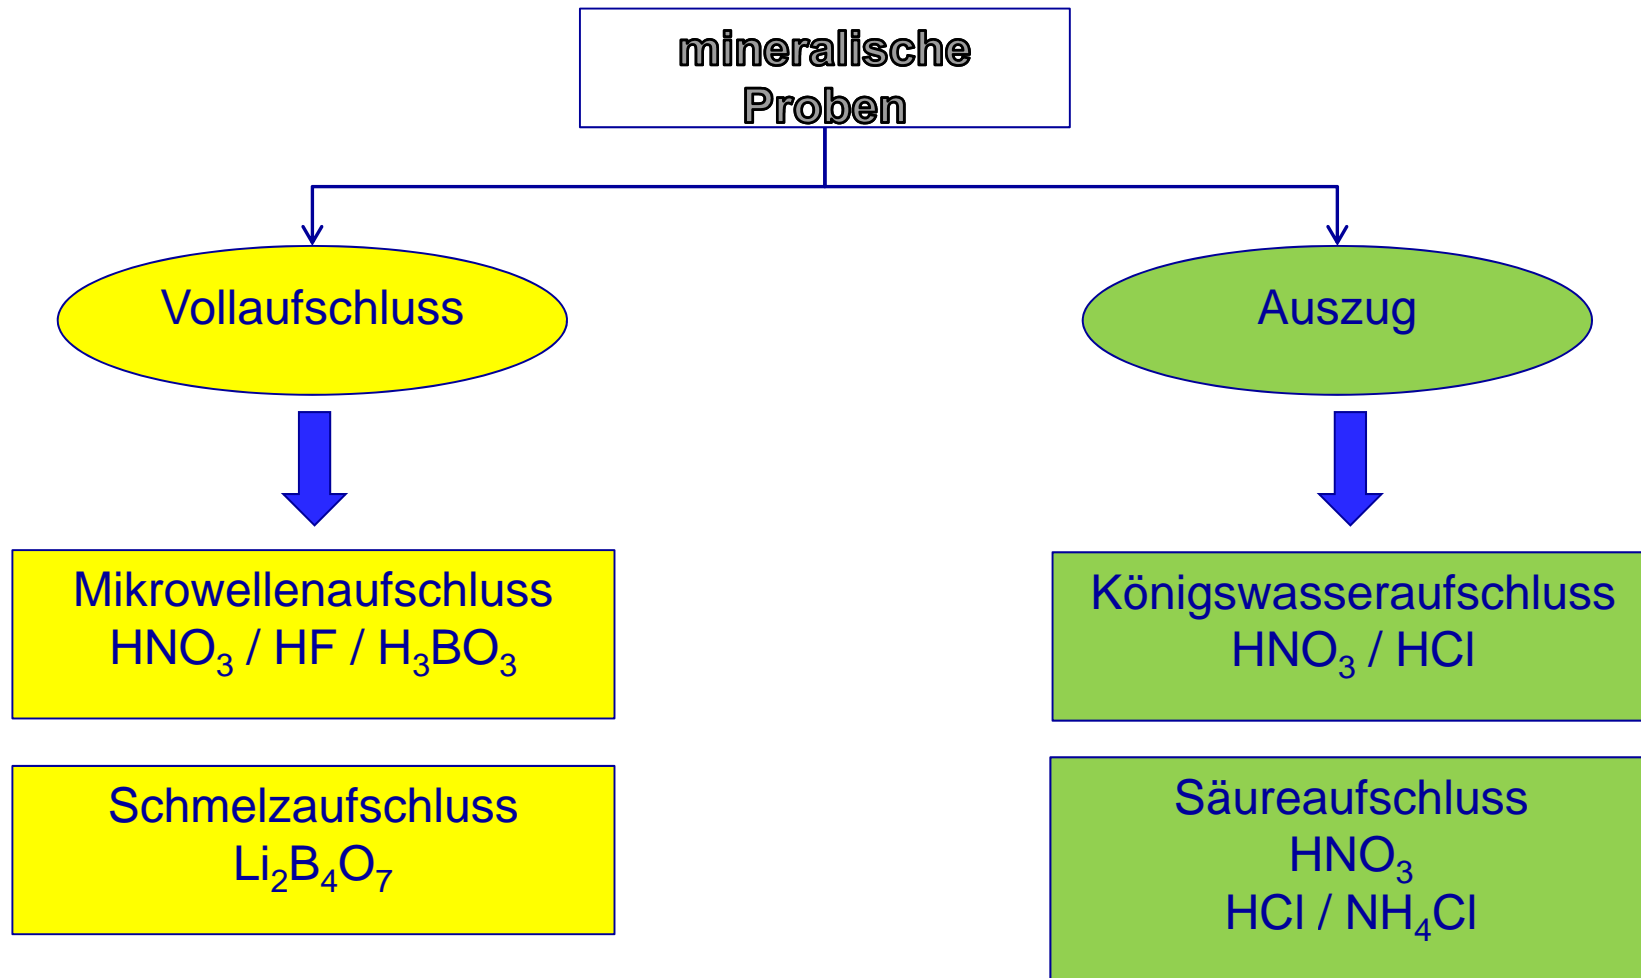 mineralische
Proben
Vollaufschluss
Auszug
Mikrowellenaufschluss
HNO₃ / HF / H₃BO₃
Königswasseraufschluss
HNO₃ / HCl
Schmelzaufschluss
Li₂B₄O₇
Säureaufschluss
HNO₃
HCl / NH₄Cl